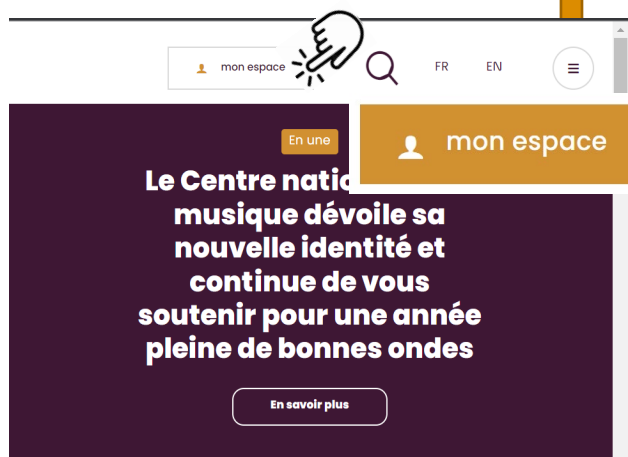 mon espace
FR
EN
mon espace
En une
Le Centre natio
musique dévoile sa
nouvelle identité et
continue de vous
soutenir pour une année
pleine de bonnes ondes
En savoir plus